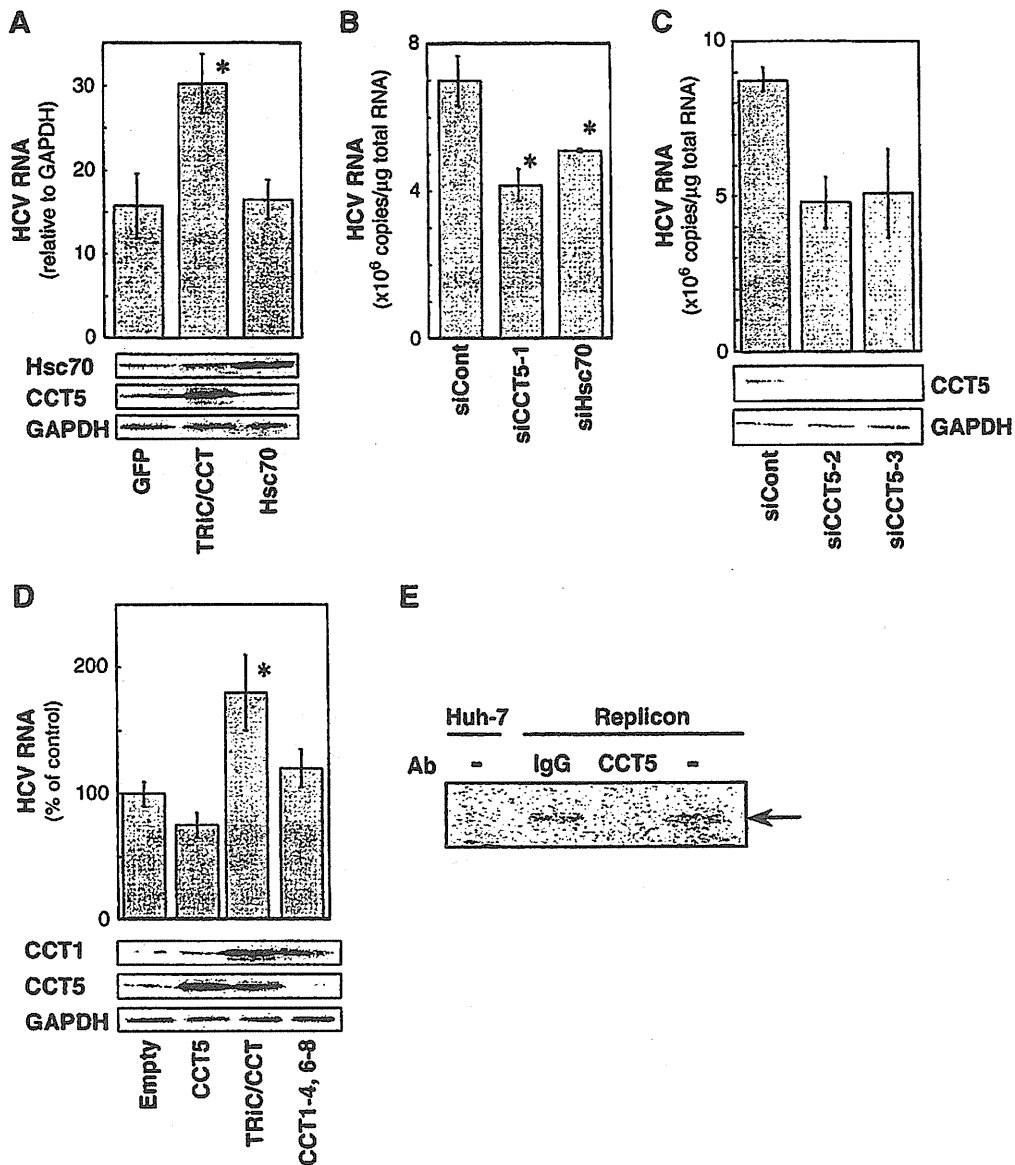 A
HCV RNA
(relative to GAPDH)
30
20
10
0
*
Hsc70
CCT5
GAPDH
GFP
TRiC/CCT
Hsc70
B
HCV RNA
(x10⁶ copies/µg total RNA)
8
4
0
*
*
siCont
siCCT5-1
siHsc70
C
HCV RNA
(x10⁶ copies/µg total RNA)
10
5
0
CCT5
GAPDH
siCont
siCCT5-2
siCCT5-3
D
HCV RNA
(% of control)
200
100
0
*
CCT1
CCT5
GAPDH
Empty
CCT5
TRiC/CCT
CCT1-4, 6-8
E
Huh-7 Replicon
Ab - IgG CCT5 -